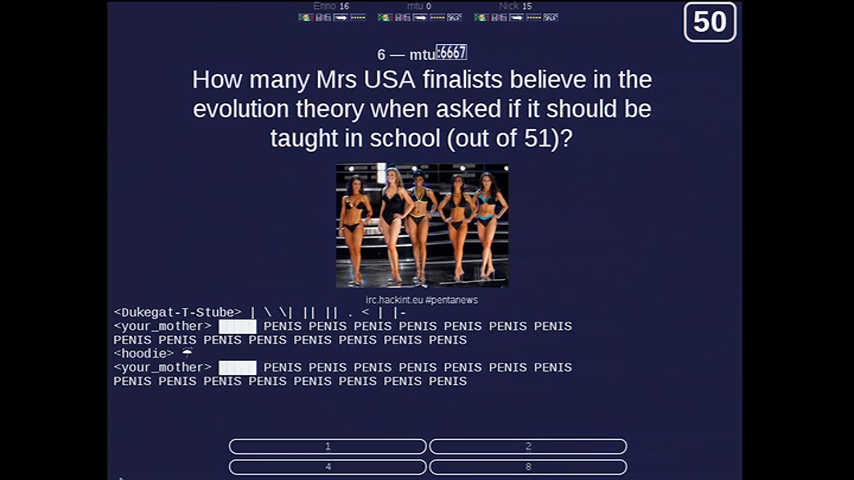 Enno 16
mtu 0
Nick 15
50
6 — mtu:6667
How many Mrs USA finalists believe in the
evolution theory when asked if it should be
taught in school (out of 51)?
irc.hackint.eu #pentanews
<Dukegat-T-Stube> | \ \| || || . < | |-
<your_mother> █████ PENIS PENIS PENIS PENIS PENIS PENIS PENIS
PENIS PENIS PENIS PENIS PENIS PENIS PENIS PENIS
<hoodie> ☔
<your_mother> █████ PENIS PENIS PENIS PENIS PENIS PENIS PENIS
PENIS PENIS PENIS PENIS PENIS PENIS PENIS PENIS
1
2
4
8